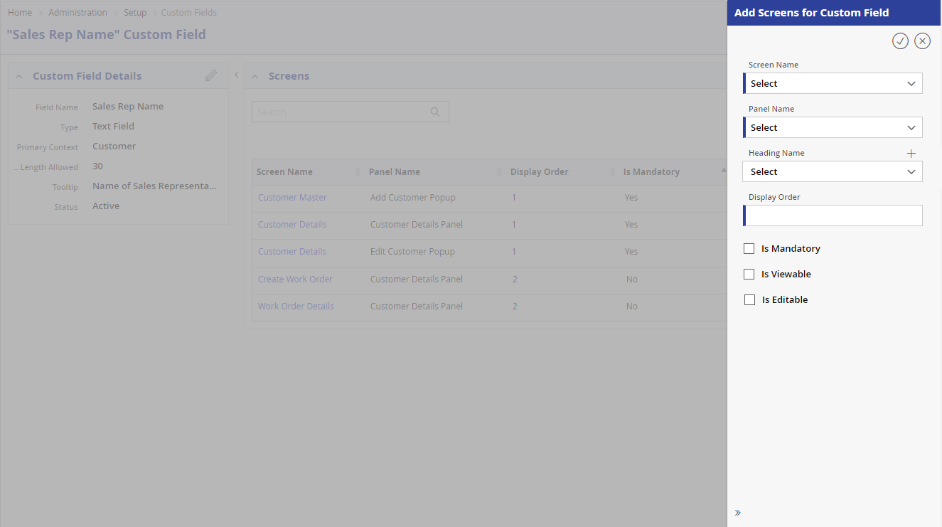 Home > Administration > Setup > Custom Fields
"Sales Rep Name" Custom Field
Custom Field Details
Field Name Sales Rep Name
Type Text Field
Primary Context Customer
...Length Allowed 30
Tooltip Name of Sales Representa...
Status Active
Screens
Search
Screen Name Panel Name Display Order Is Mandatory
Customer Master Add Customer Popup 1 Yes
Customer Details Customer Details Panel 1 Yes
Customer Details Edit Customer Popup 1 Yes
Create Work Order Customer Details Panel 2 No
Work Order Details Customer Details Panel 2 No
Add Screens for Custom Field
Screen Name
Select
Panel Name
Select
Heading Name
Select
Display Order
Is Mandatory
Is Viewable
Is Editable